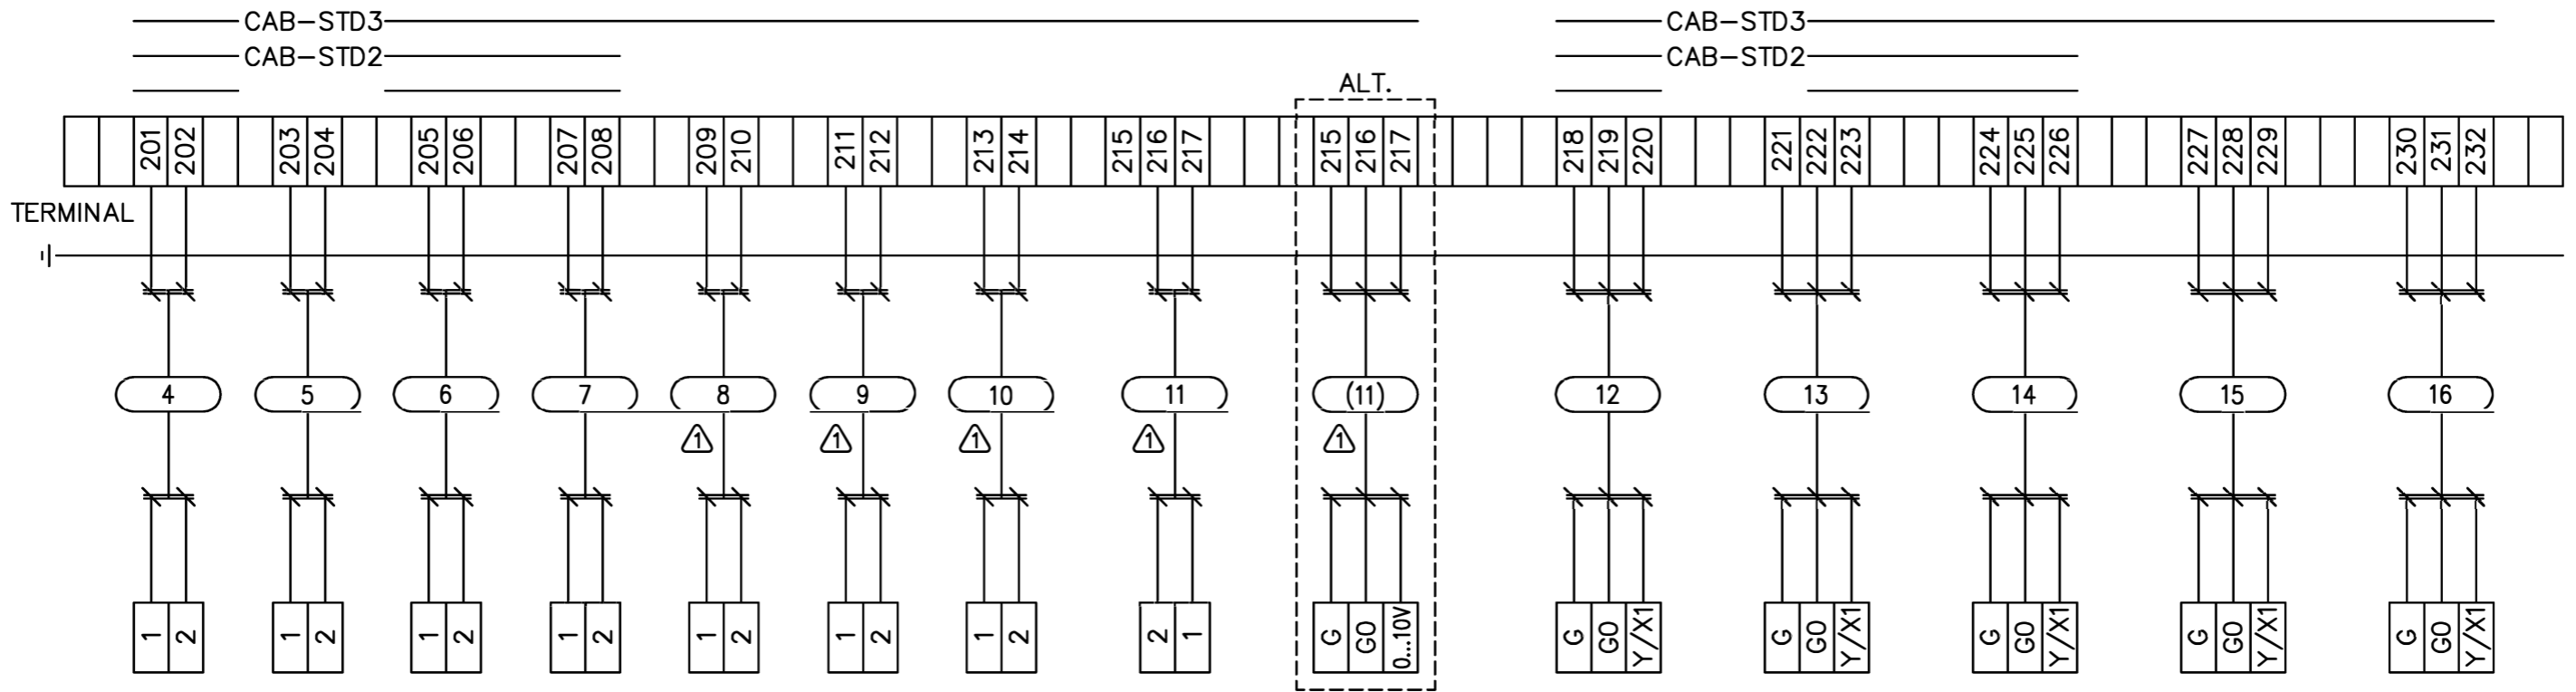 CAB-STD3 CAB-STD3
CAB-STD2 CAB-STD2
ALT.
201 202 203 204 205 206 207 208 209 210 211 212 213 214 215 216 217 215 216 217 218 219 220 221 222 223 224 225 226 227 228 229 230 231 232
TERMINAL
4 5 6 7 8 9 10 11 (11) 12 13 14 15 16
1 1 1 1 1
1 2 1 2 1 2 1 2 1 2 1 2 1 2 2 1 G G0 0...10V G G0 Y/X1 G G0 Y/X1 G G0 Y/X1 G G0 Y/X1 G G0 Y/X1